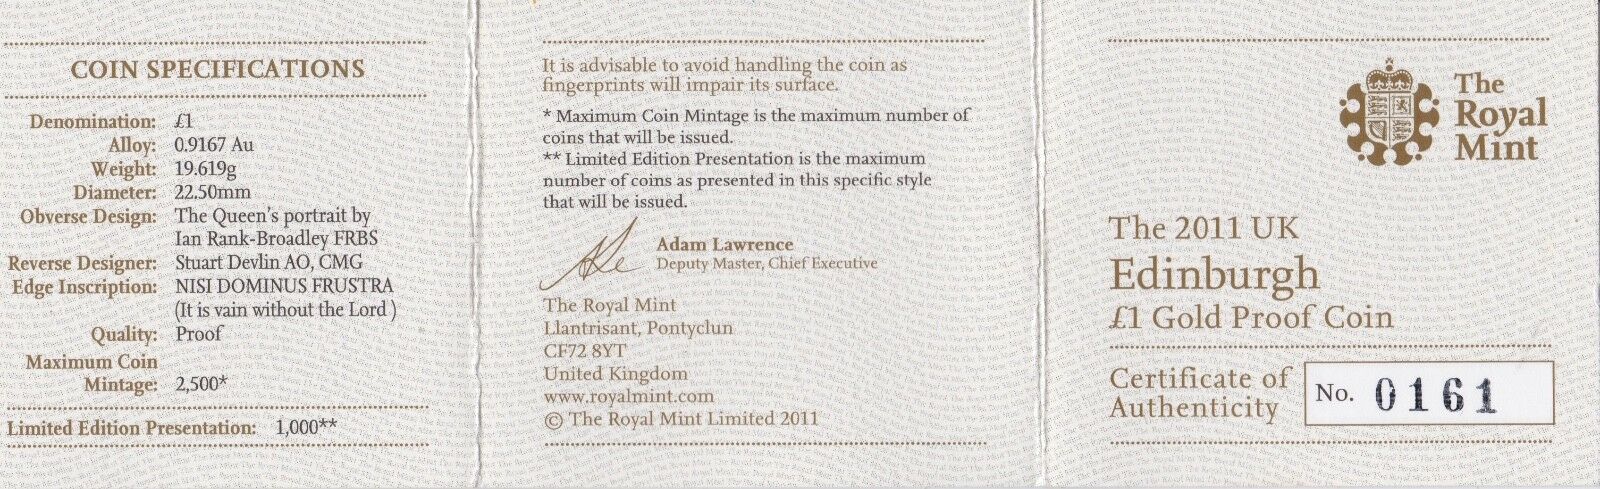 COIN SPECIFICATIONS
Denomination: £1
Alloy: 0.9167 Au
Weight: 19.619g
Diameter: 22.50mm
Obverse Design: The Queen's portrait by
Ian Rank-Broadley FRBS
Reverse Designer: Stuart Devlin AO, CMG
Edge Inscription: NISI DOMINUS FRUSTRA
(It is vain without the Lord )
Quality: Proof
Maximum Coin
Mintage: 2,500*
Limited Edition Presentation: 1,000**
It is advisable to avoid handling the coin as
fingerprints will impair its surface.
* Maximum Coin Mintage is the maximum number of
coins that will be issued.
** Limited Edition Presentation is the maximum
number of coins as presented in this specific style
that will be issued.
Adam Lawrence
Deputy Master, Chief Executive
The Royal Mint
Llantrisant, Pontyclun
CF72 8YT
United Kingdom
www.royalmint.com
© The Royal Mint Limited 2011
The
Royal
Mint
The 2011 UK
Edinburgh
£1 Gold Proof Coin
Certificate of
Authenticity
No. 0161